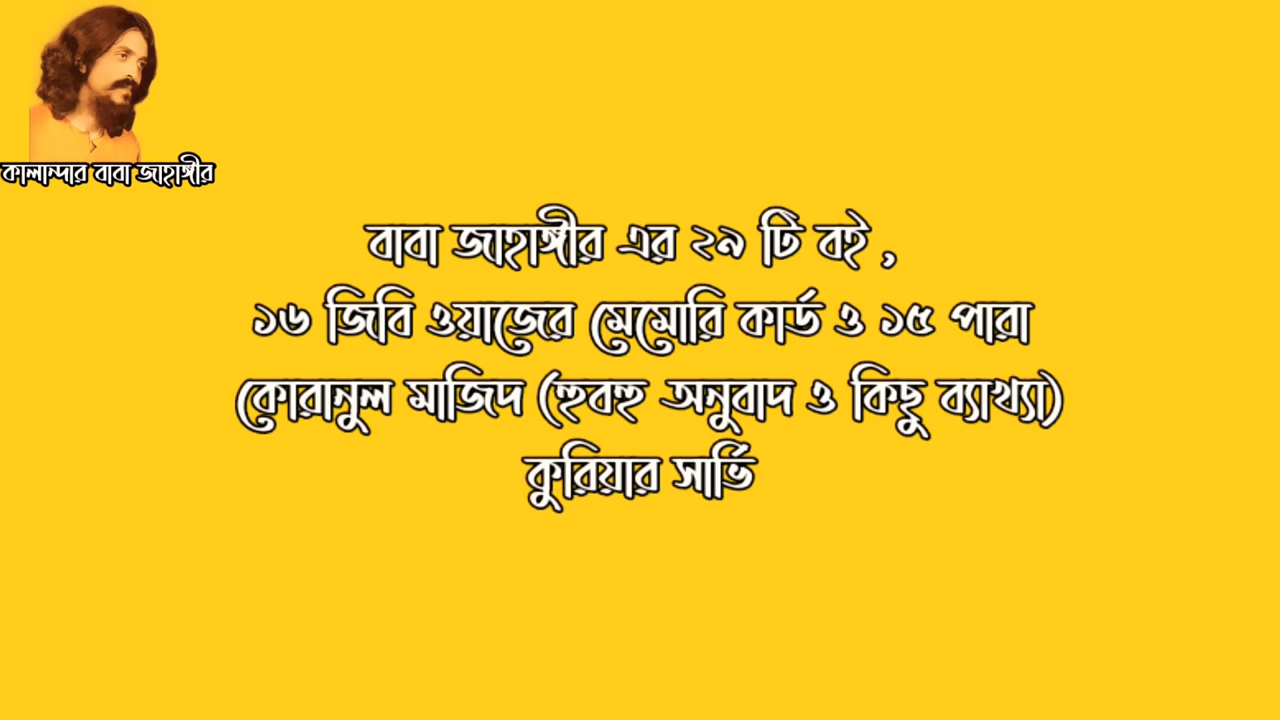 কালান্দার বাবা জাহাঙ্গীর
বাবা জাহাঙ্গীর এর ২৯ টি বই ,
১৬ জিবি ওয়াজের মেমোরি কার্ড ও ১৫ পারা
কোরানুল মাজিদ (হুবহু অনুবাদ ও কিছু ব্যাখ্যা)
কুরিয়ার সার্ভি